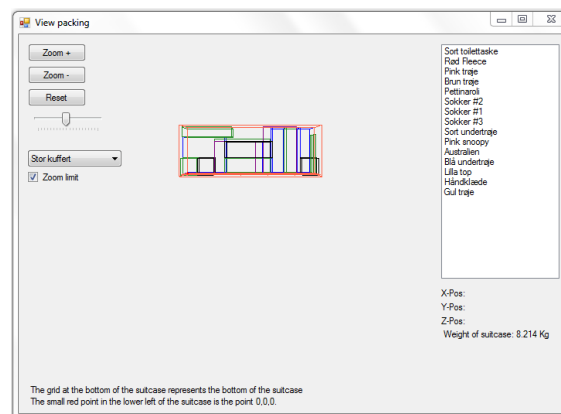 View packing
Zoom +
Zoom -
Reset
Stor kuffert
Zoom limit
Sort toilettaske
Rød Fleece
Pink trøje
Brun trøje
Pettinaroli
Sokker #2
Sokker #1
Sokker #3
Sort undertrøje
Pink snoopy
Australien
Blå undertrøje
Lilla top
Håndklæde
Gul trøje
X-Pos:
Y-Pos:
Z-Pos:
Weight of suitcase: 8.214 Kg
The grid at the bottom of the suitcase represents the bottom of the suitcase
The small red point in the lower left of the suitcase is the point 0,0,0.